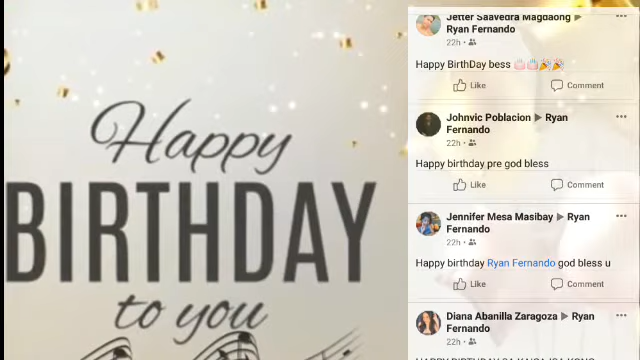 Happy
BIRTHDAY
to you
Jetter Saavedra Magdaong ▶
Ryan Fernando
22h
Happy BirthDay bess 🎂🎂🎉🎉
Like Comment
Johnvic Poblacion ▶ Ryan
Fernando
22h
Happy birthday pre god bless
Like Comment
Jennifer Mesa Masibay ▶ Ryan
Fernando
22h
Happy birthday Ryan Fernando god bless u
Like Comment
Diana Abanilla Zaragoza ▶ Ryan
Fernando
22h